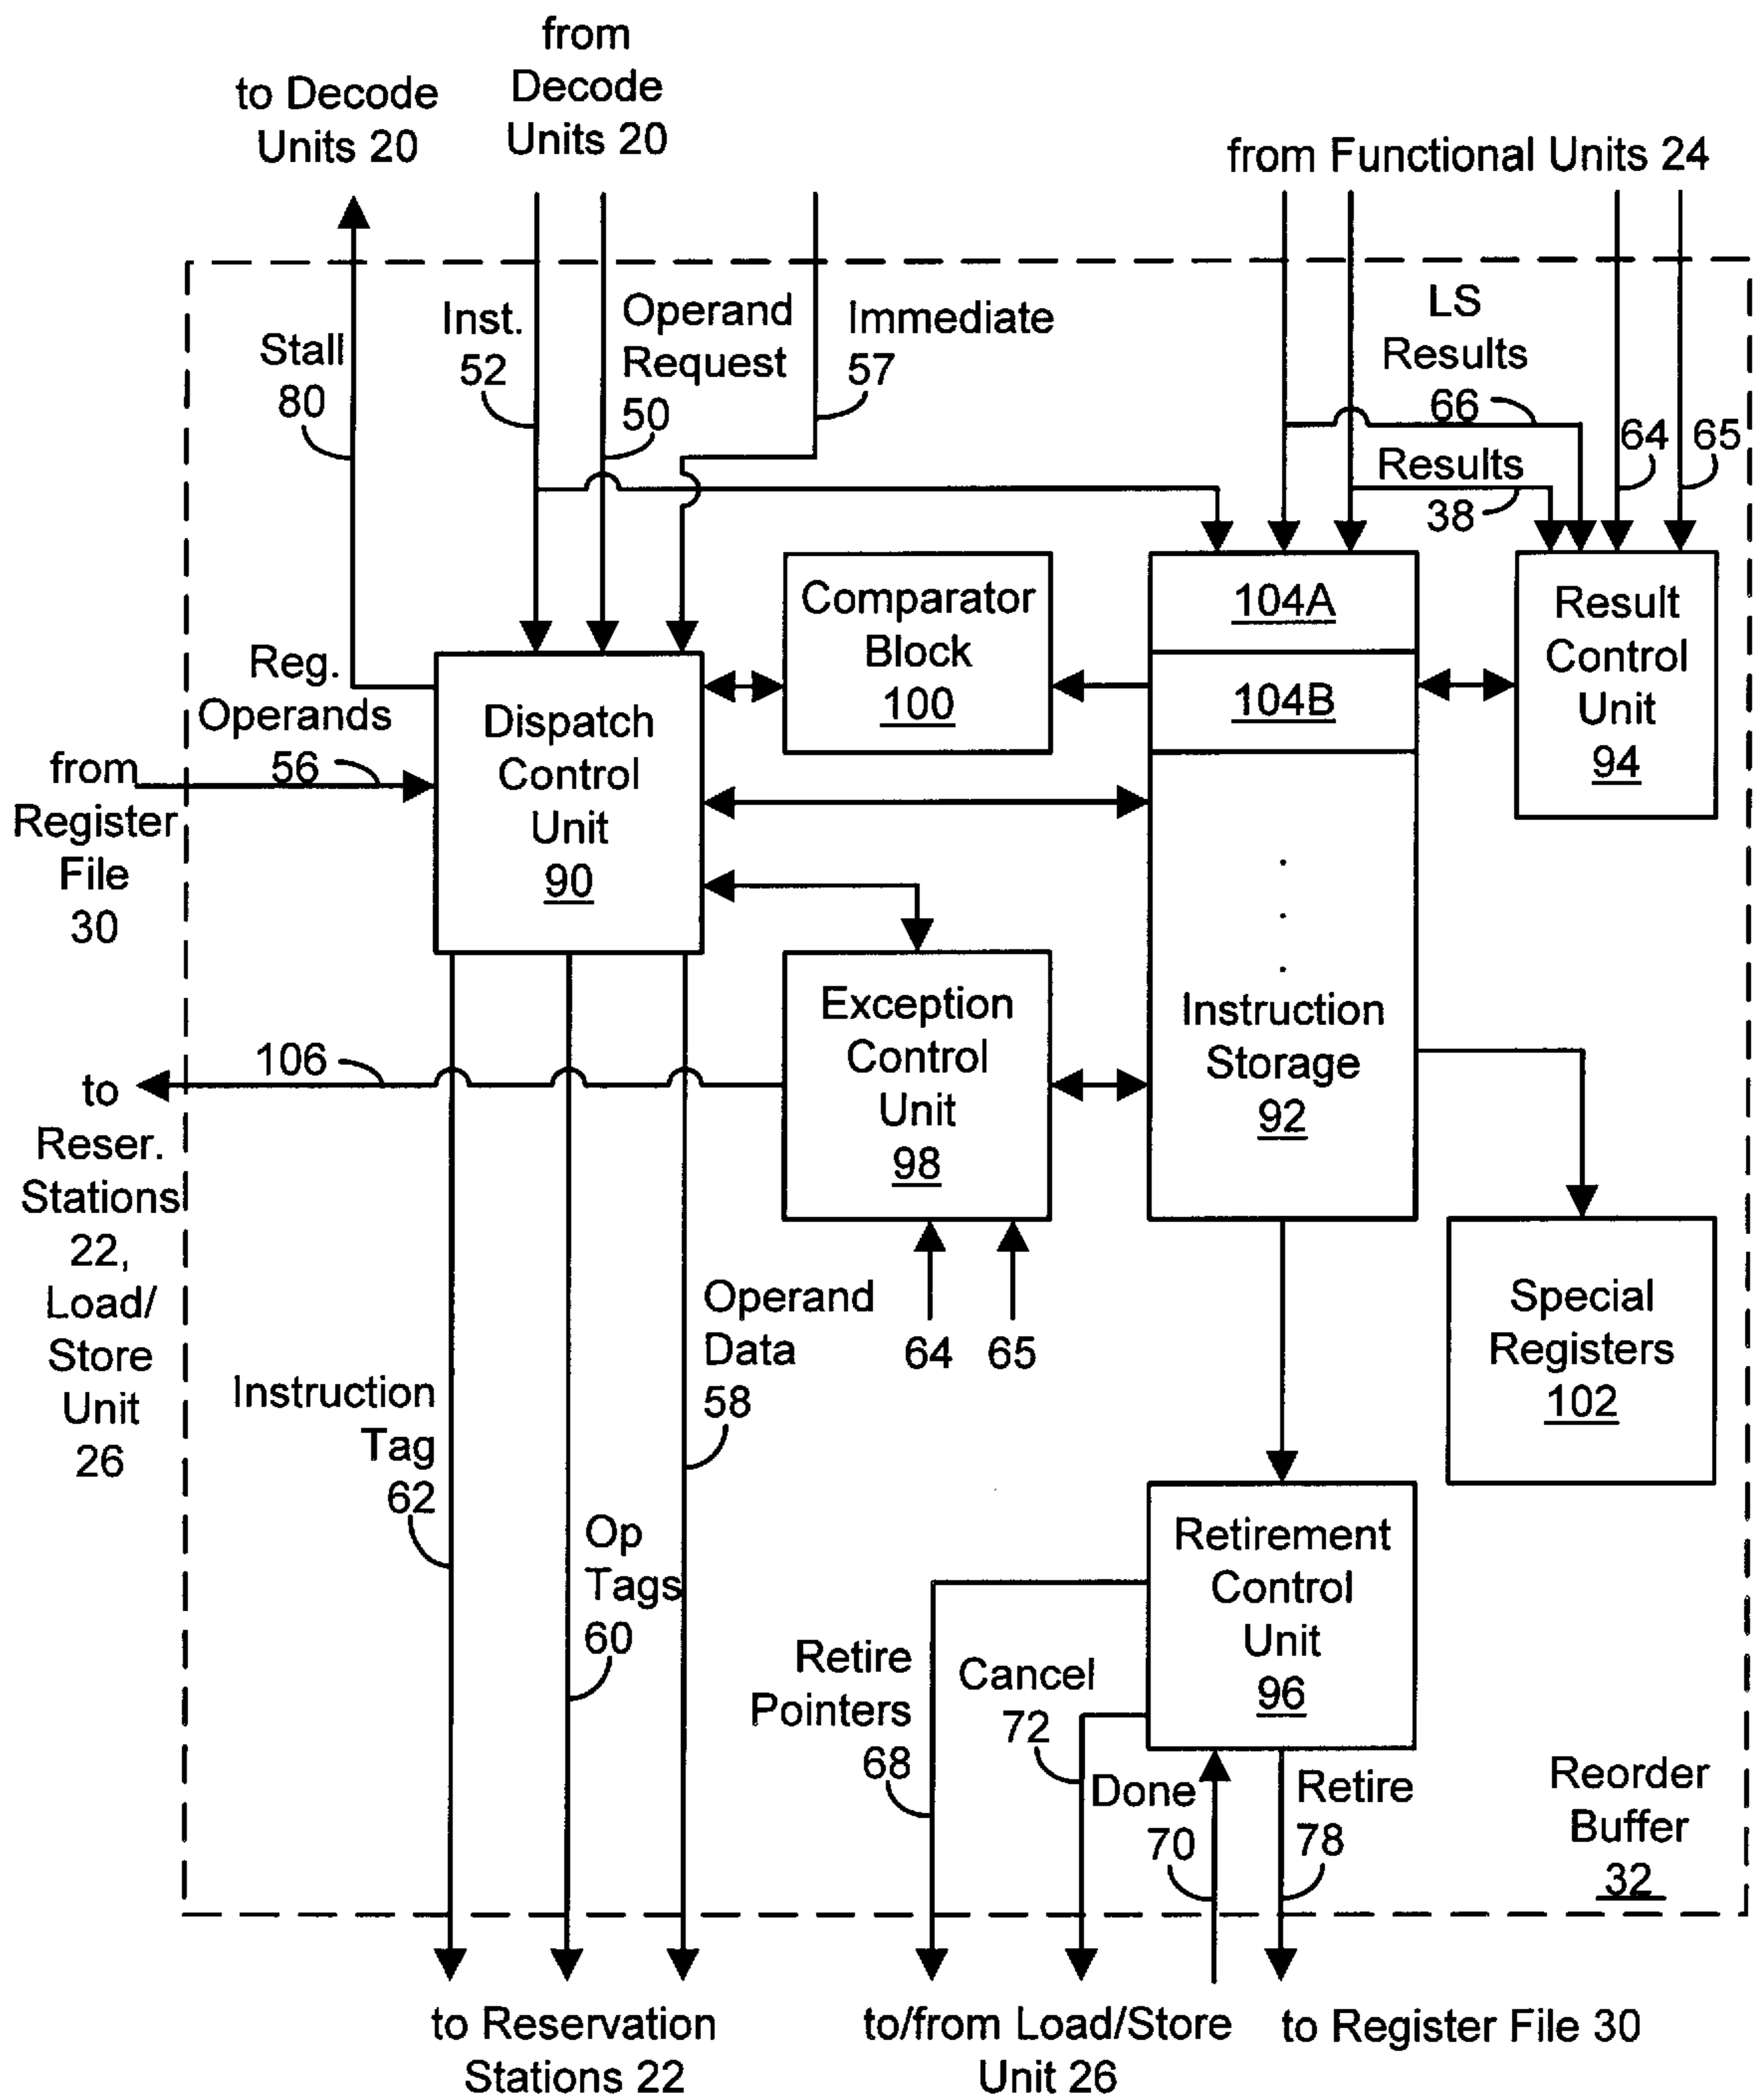 from
Decode
Units 20
to Decode
Units 20
from Functional Units 24
Stall
80
Inst.
52
Operand
Request
50
Immediate
57
LS
Results
66
Results
38
64
65
Reg.
Operands
56
from
Register
File
30
Dispatch
Control
Unit
90
Comparator
Block
100
104A
104B
.
.
.
Instruction
Storage
92
Result
Control
Unit
94
106
to
Reser.
Stations
22,
Load/
Store
Unit
26
Exception
Control
Unit
98
64
65
Special
Registers
102
Instruction
Tag
62
Op
Tags
60
Operand
Data
58
Retirement
Control
Unit
96
Retire
Pointers
68
Cancel
72
Done
70
Retire
78
Reorder
Buffer
32
to Reservation
Stations 22
to/from Load/Store
Unit 26
to Register File 30